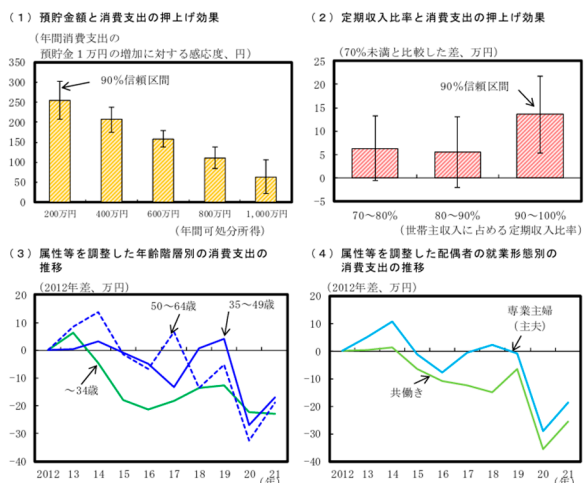 （１）預貯金額と消費支出の押上げ効果
（年間消費支出の
預貯金１万円の増加に対する感応度、円）
350
300
250
200
150
100
50
0
90％信頼区間
200万円 400万円 600万円 800万円 1,000万円
（年間可処分所得）
（２）定期収入比率と消費支出の押上げ効果
（70％未満と比較した差、万円）
25
20
15
10
5
0
-5
90％信頼区間
70～80％ 80～90％ 90～100％
（世帯主収入に占める定期収入比率）
（３）属性等を調整した年齢階層別の消費支出の
推移
（2012年差、万円）
20
10
0
-10
-20
-30
-40
50～64歳
35～49歳
～34歳
2012 13 14 15 16 17 18 19 20 21
（年）
（４）属性等を調整した配偶者の就業形態別の
消費支出の推移
（2012年差、万円）
20
10
0
-10
-20
-30
-40
専業主婦
（主夫）
共働き
2012 13 14 15 16 17 18 19 20 21
（年）